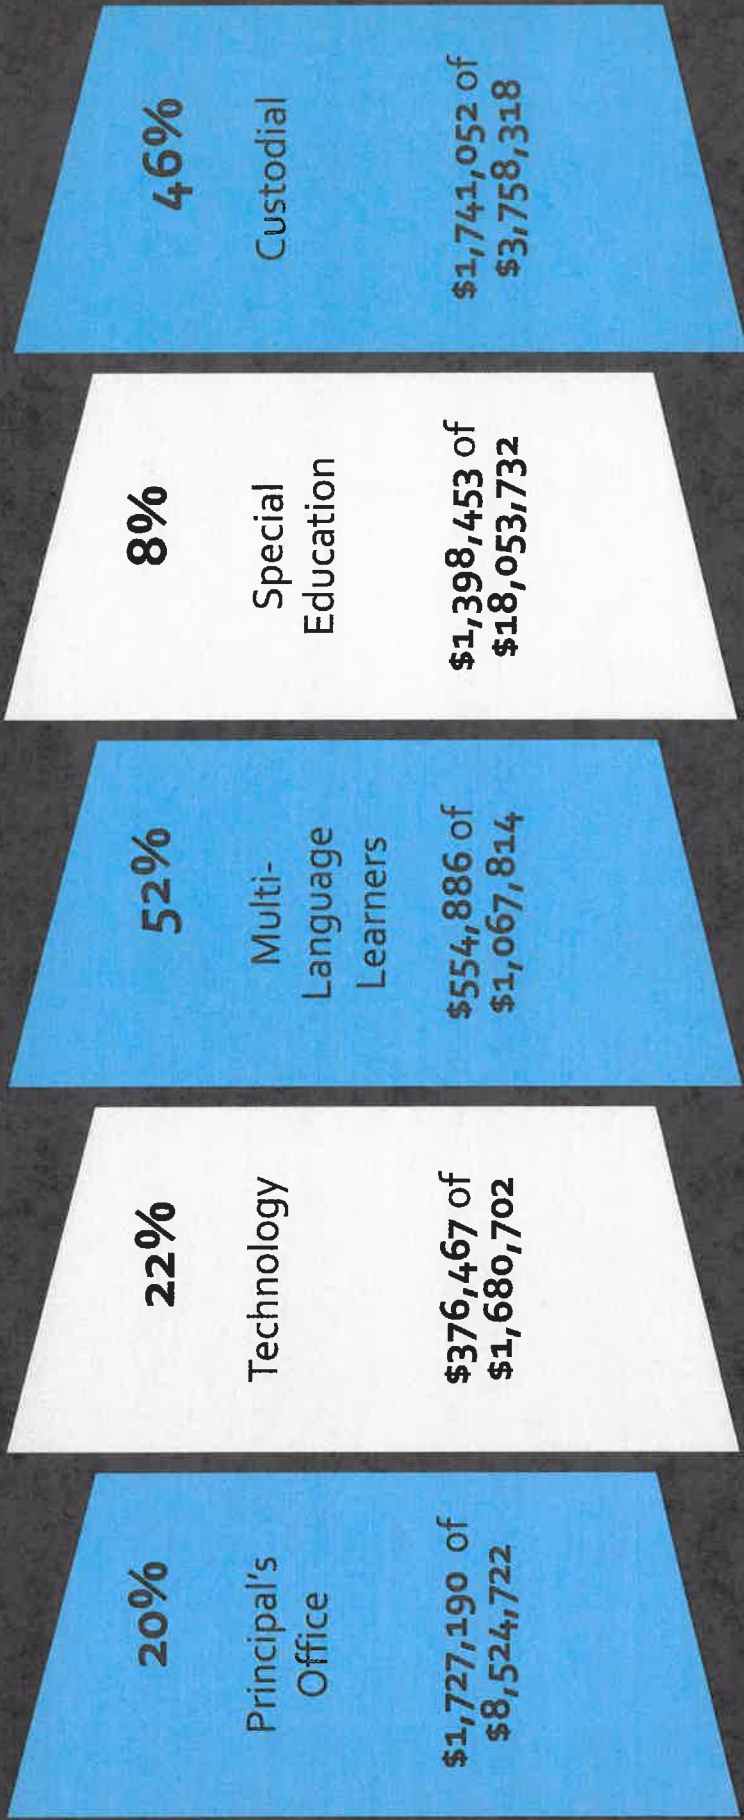 20%
Principal's
Office
$1,727,190 of
$8,524,722
22%
Technology
$376,467 of
$1,680,702
52%
Multi-
Language
Learners
$554,886 of
$1,067,814
8%
Special
Education
$1,398,453 of
$18,053,732
46%
Custodial
$1,741,052 of
$3,758,318